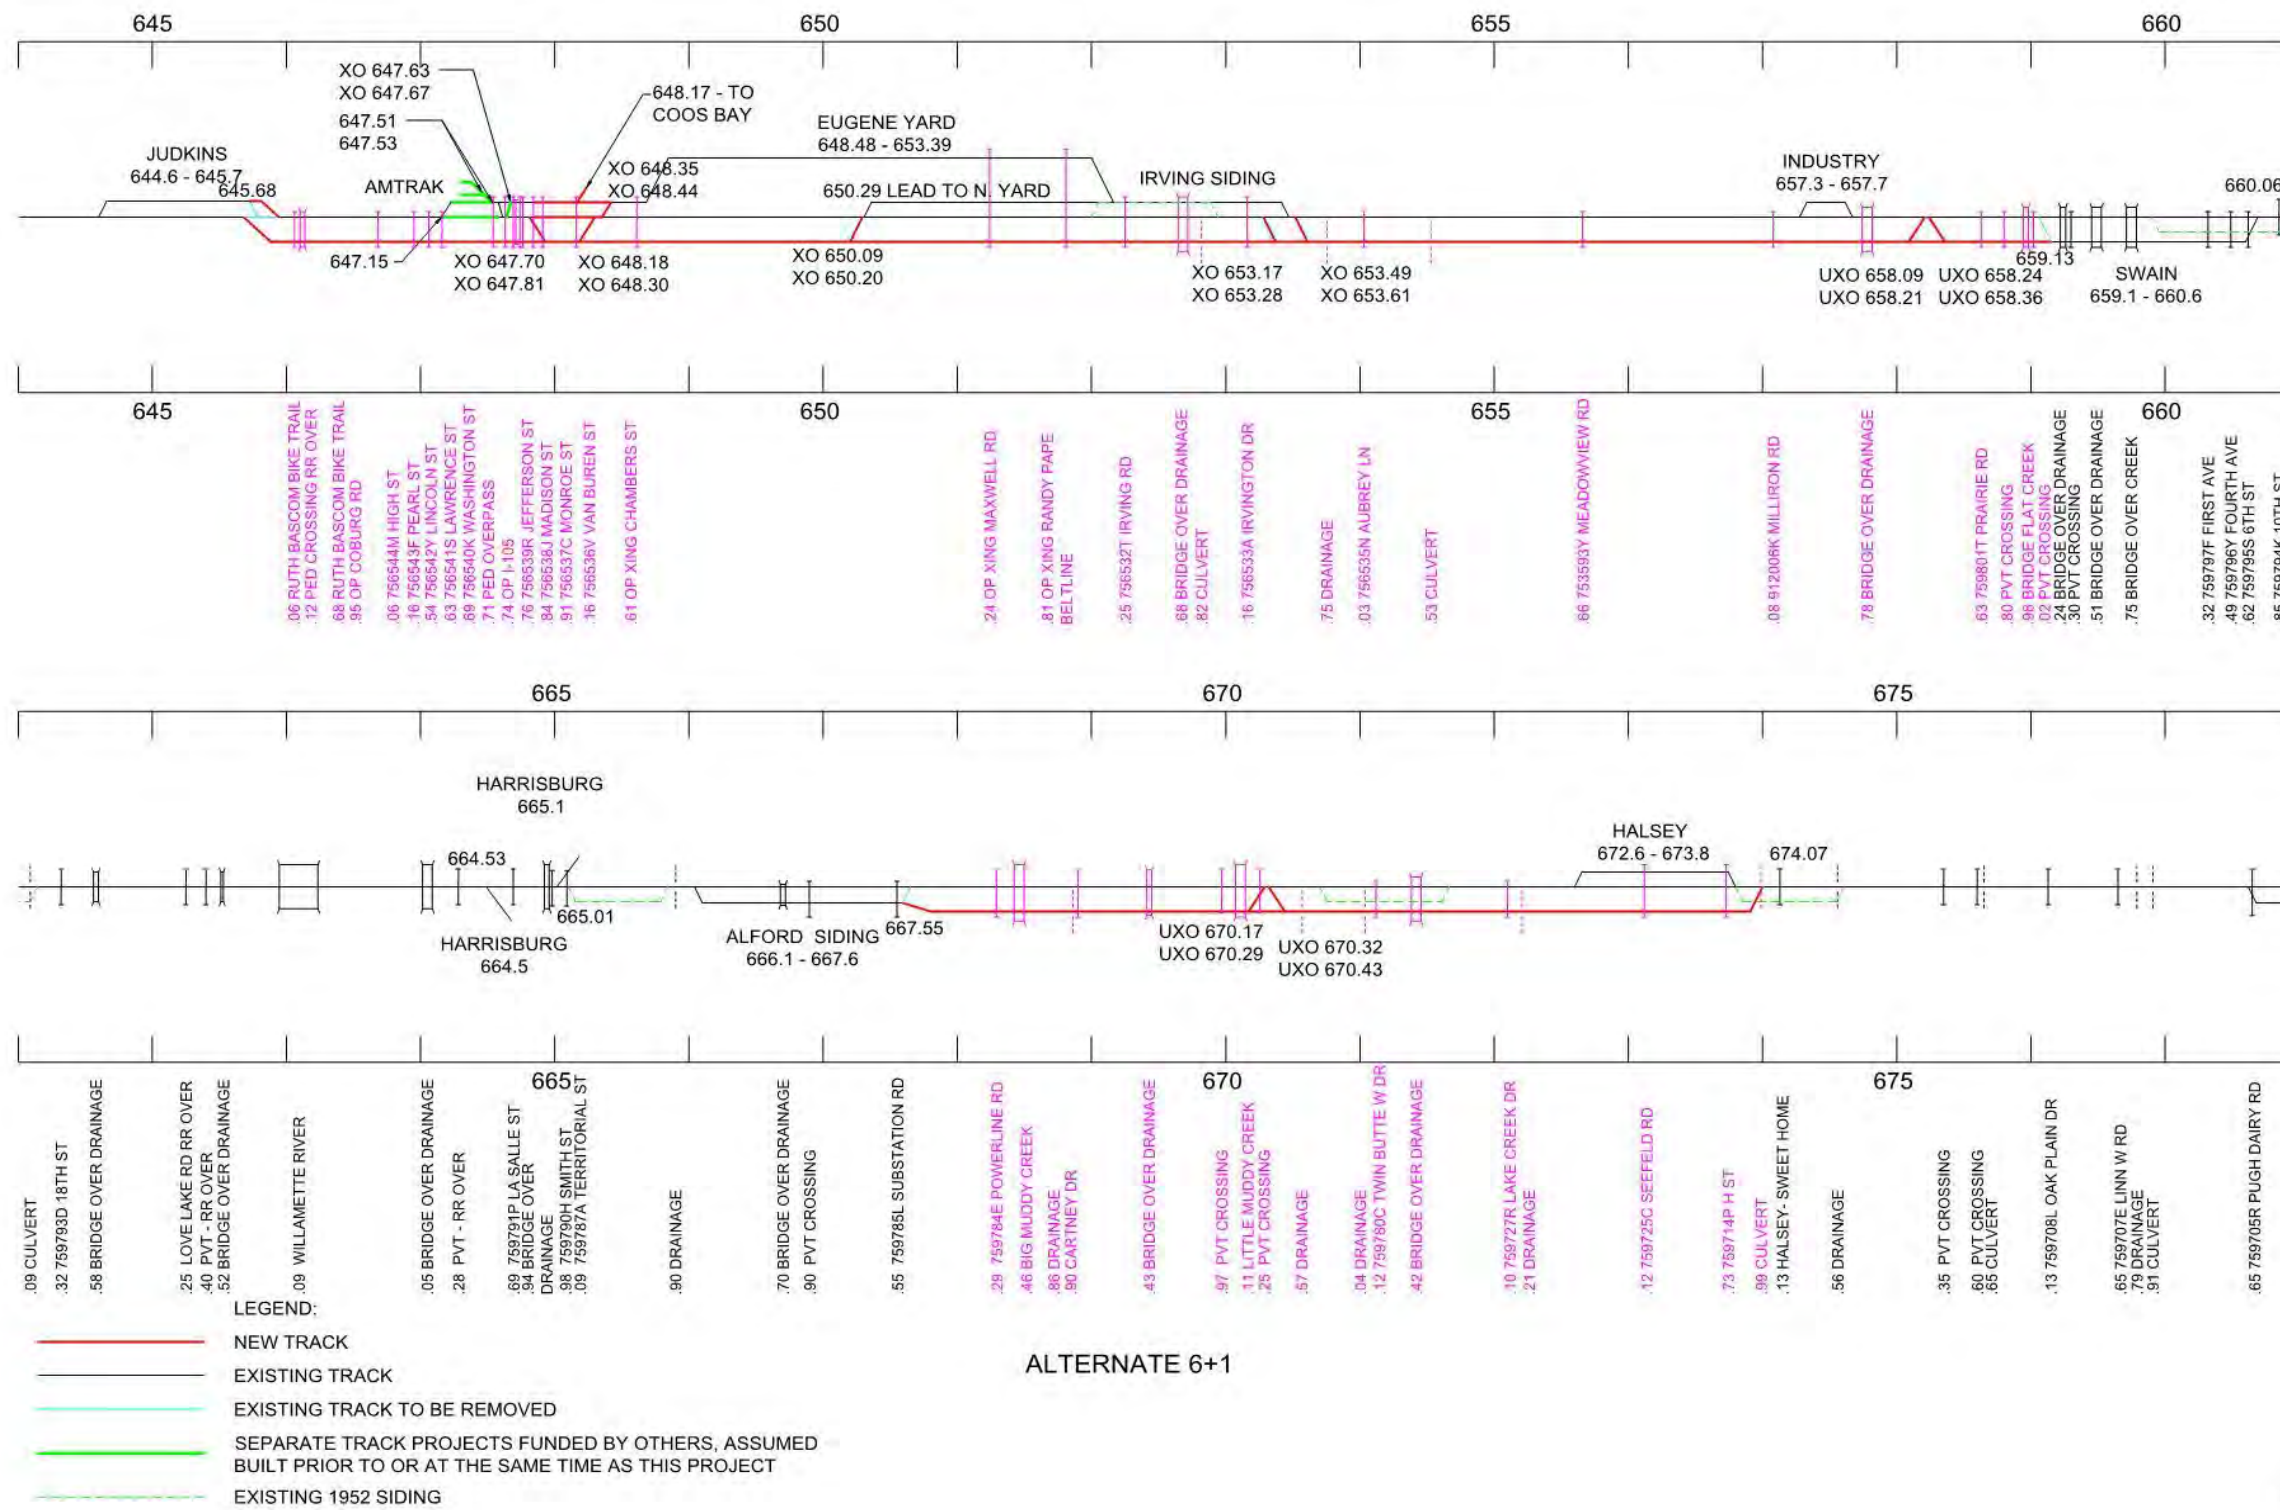 645
650
655
660
XO 647.63
XO 647.67
647.51
647.53
648.17 - TO
COOS BAY
JUDKINS
644.6 - 645.7
645.68
AMTRAK
XO 648.35
XO 648.44
EUGENE YARD
648.48 - 653.39
650.29 LEAD TO N. YARD
IRVING SIDING
INDUSTRY
657.3 - 657.7
660.06
647.15
XO 647.70
XO 647.81
XO 648.18
XO 648.30
XO 650.09
XO 650.20
XO 653.17
XO 653.28
XO 653.49
XO 653.61
UXO 658.09
UXO 658.21
UXO 658.24
UXO 658.36
659.13
SWAIN
659.1 - 660.6
645
650
655
660
.06 RUTH BASCOM BIKE TRAIL
.12 PED CROSSING RR OVER
.68 RUTH BASCOM BIKE TRAIL
.95 OP COBURG RD
.06 756544M HIGH ST
.16 756543F PEARL ST
.54 756542Y LINCOLN ST
.63 756541S LAWRENCE ST
.69 756540K WASHINGTON ST
.71 PED OVERPASS
.74 OP I-105
.76 756539R JEFFERSON ST
.84 756538J MADISON ST
.91 756537C MONROE ST
.16 756536V VAN BUREN ST
.61 OP XING CHAMBERS ST
.24 OP XING MAXWELL RD
.81 OP XING RANDY PAPE
BELTLINE
.25 756532T IRVING RD
.68 BRIDGE OVER DRAINAGE
.82 CULVERT
.16 756533A IRVINGTON DR
.75 DRAINAGE
.03 756535N AUBREY LN
.53 CULVERT
.66 753593Y MEADOWVIEW RD
.08 912006K MILLIRON RD
.78 BRIDGE OVER DRAINAGE
.63 759801T PRAIRIE RD
.80 PVT CROSSING
.98 BRIDGE FLAT CREEK
.02 PVT CROSSING
.24 BRIDGE OVER DRAINAGE
.30 PVT CROSSING
.51 BRIDGE OVER DRAINAGE
.75 BRIDGE OVER CREEK
.32 759797F FIRST AVE
.49 759796Y FOURTH AVE
.62 759795S 6TH ST
.85 759794K 10TH ST
665
670
675
HARRISBURG
665.1
664.53
665.01
HARRISBURG
664.5
ALFORD SIDING
666.1 - 667.6
667.55
UXO 670.17
UXO 670.29
UXO 670.32
UXO 670.43
HALSEY
672.6 - 673.8
674.07
665
670
675
.09 CULVERT
.32 759793D 18TH ST
.58 BRIDGE OVER DRAINAGE
.25 LOVE LAKE RD RR OVER
.40 PVT - RR OVER
.52 BRIDGE OVER DRAINAGE
.09 WILLAMETTE RIVER
.05 BRIDGE OVER DRAINAGE
.28 PVT - RR OVER
.69 759791P LA SALLE ST
.94 BRIDGE OVER
DRAINAGE
.98 759790H SMITH ST
.09 759787A TERRITORIAL ST
.90 DRAINAGE
.70 BRIDGE OVER DRAINAGE
.90 PVT CROSSING
.55 759785L SUBSTATION RD
.29 759784E POWERLINE RD
.46 BIG MUDDY CREEK
.86 DRAINAGE
.90 CARTNEY DR
.43 BRIDGE OVER DRAINAGE
.97 PVT CROSSING
.11 LITTLE MUDDY CREEK
.25 PVT CROSSING
.57 DRAINAGE
.04 DRAINAGE
.12 759780C TWIN BUTTE W DR
.42 BRIDGE OVER DRAINAGE
.10 759727R LAKE CREEK DR
.21 DRAINAGE
.12 759725C SEEFELD RD
.73 759714P H ST
.99 CULVERT
.13 HALSEY- SWEET HOME
.56 DRAINAGE
.35 PVT CROSSING
.60 PVT CROSSING
.65 CULVERT
.13 759708L OAK PLAIN DR
.65 759707E LINN W RD
.79 DRAINAGE
.91 CULVERT
.65 759705R PUGH DAIRY RD
LEGEND:
NEW TRACK
EXISTING TRACK
EXISTING TRACK TO BE REMOVED
SEPARATE TRACK PROJECTS FUNDED BY OTHERS, ASSUMED
BUILT PRIOR TO OR AT THE SAME TIME AS THIS PROJECT
EXISTING 1952 SIDING
ALTERNATE 6+1